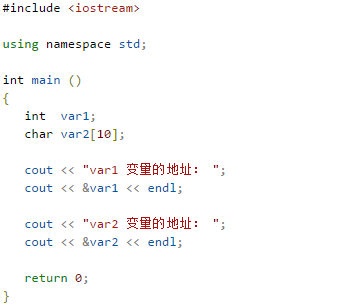 #include <iostream>
using namespace std;
int main ()
{
int  var1;
char var2[10];
cout << "var1 变量的地址： ";
cout << &var1 << endl;
cout << "var2 变量的地址： ";
cout << &var2 << endl;
return 0;
}